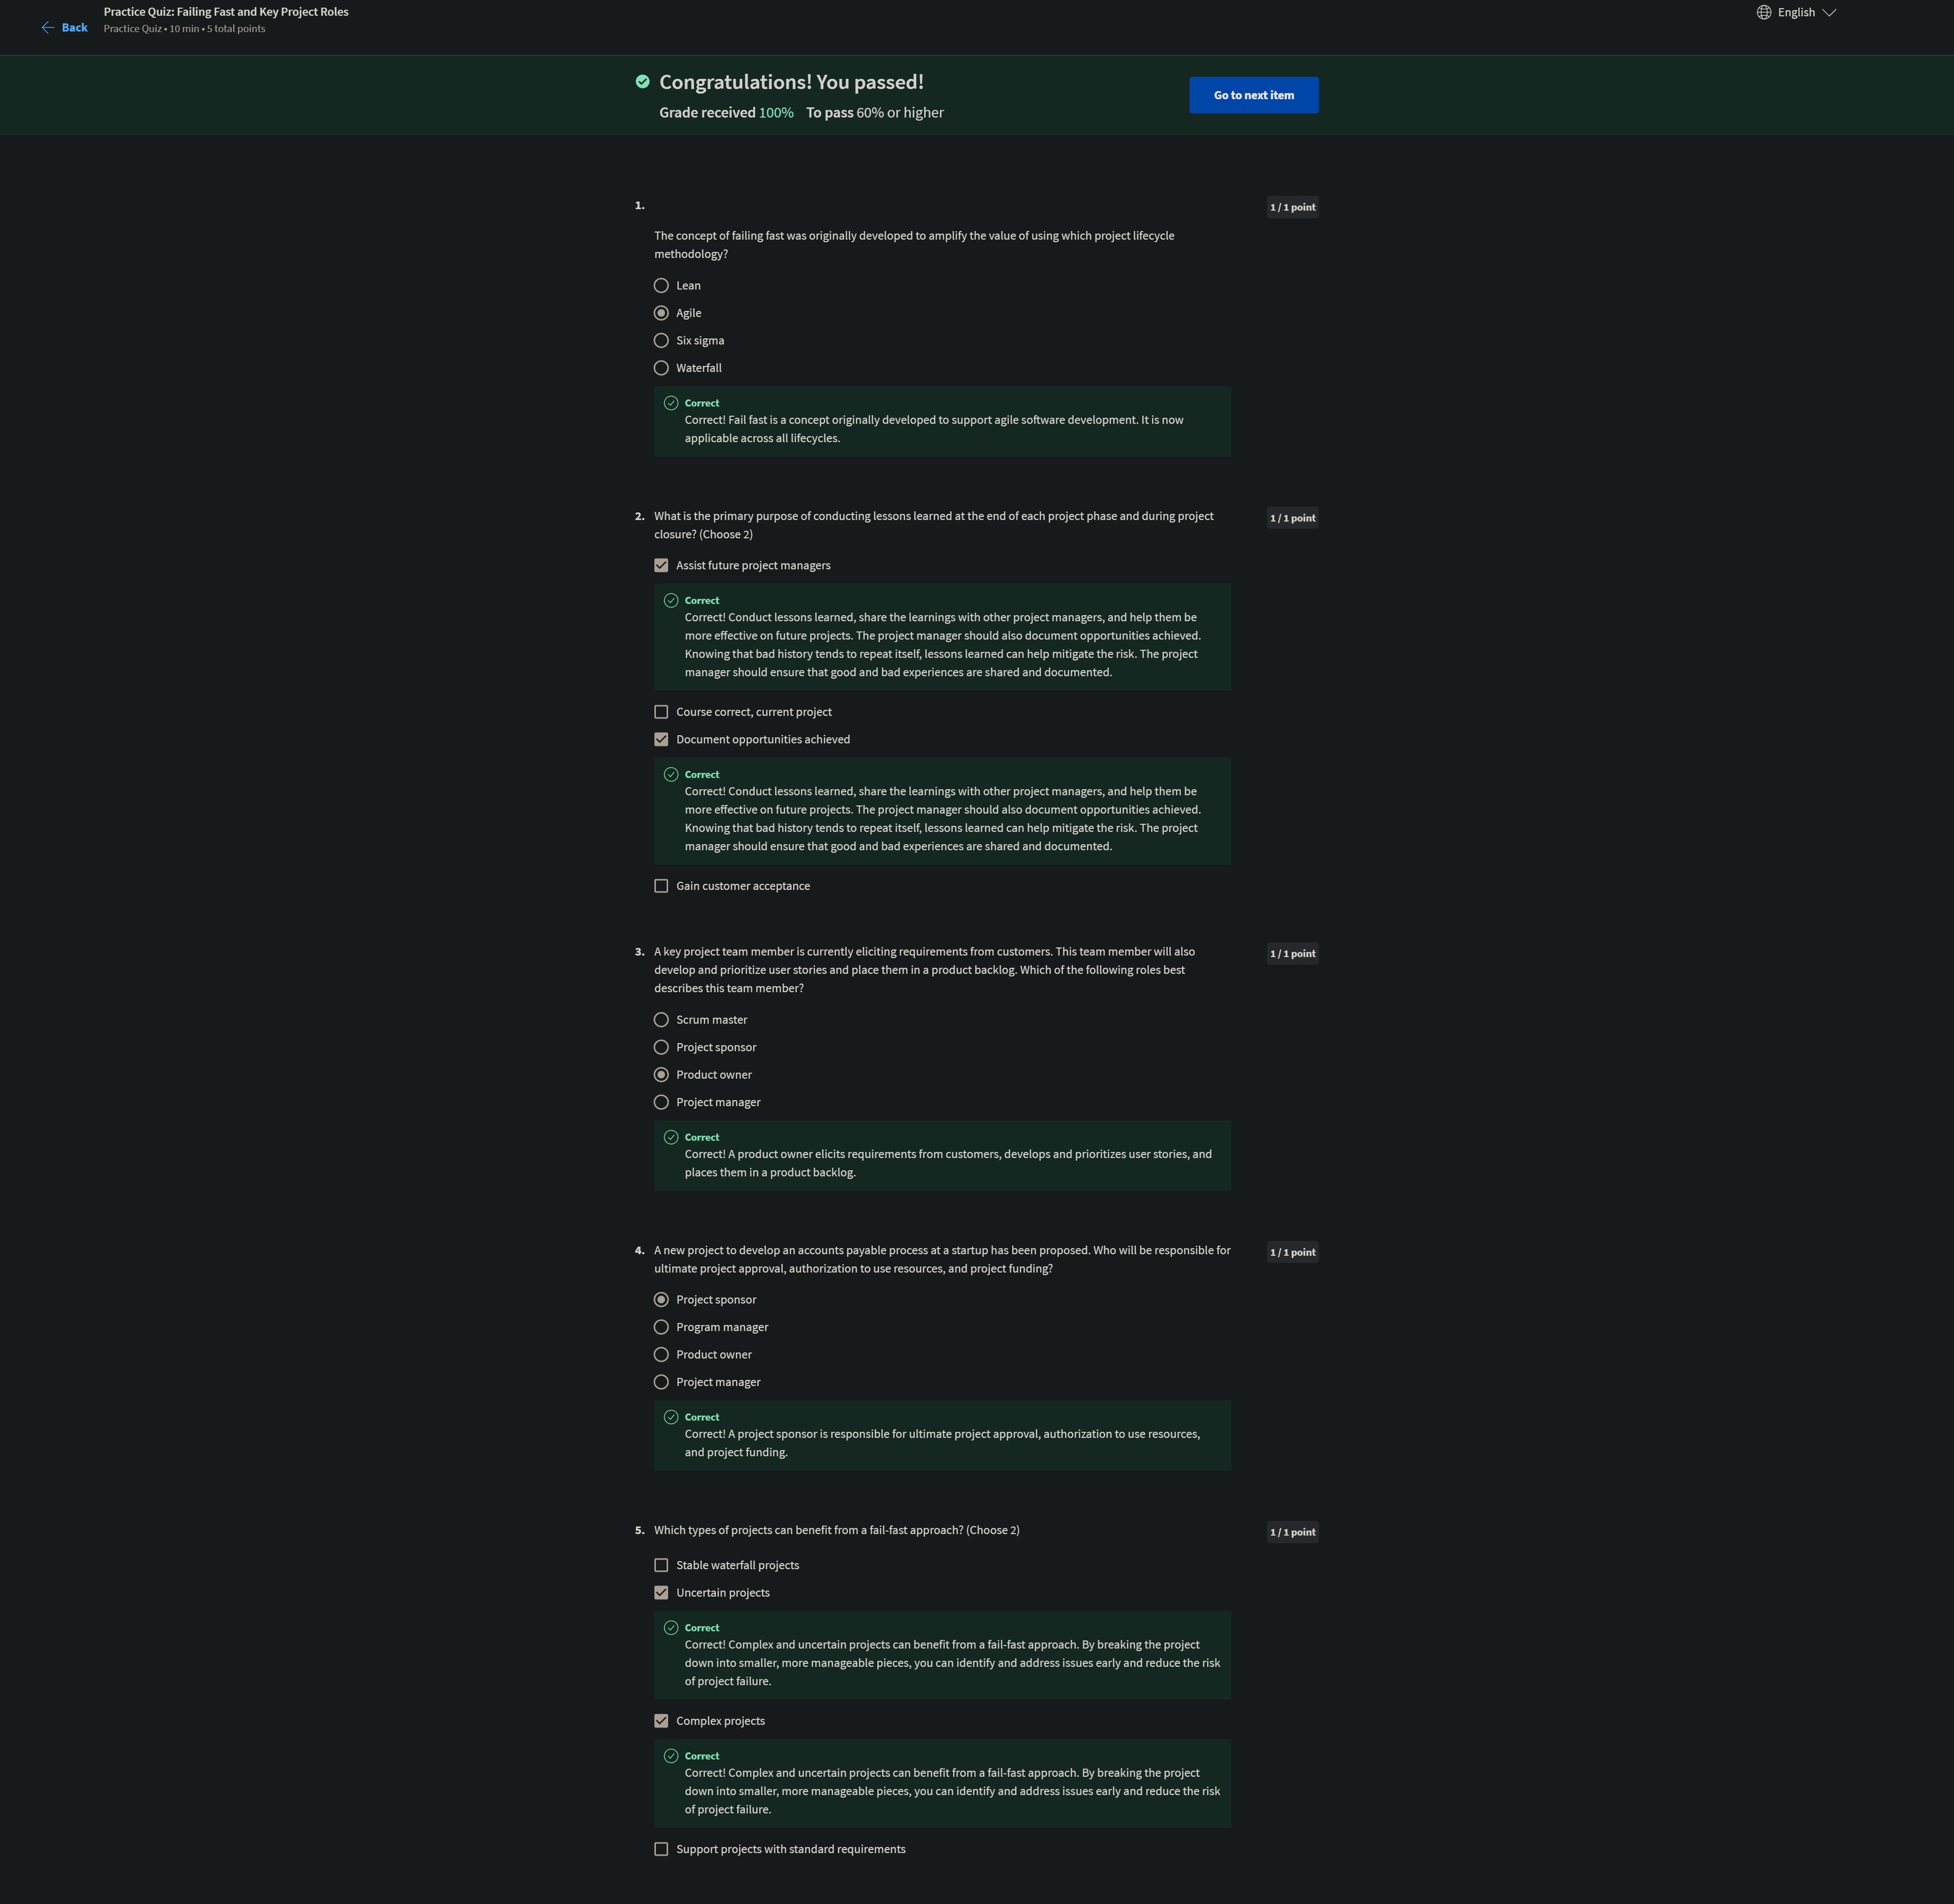 Practice Quiz: Failing Fast and Key Project Roles
English
Back
Practice Quiz • 10 min • 5 total points
Congratulations! You passed!
Go to next item
Grade received 100% To pass 60% or higher
1.
1 / 1 point
The concept of failing fast was originally developed to amplify the value of using which project lifecycle
methodology?
Lean
Agile
Six sigma
Waterfall
Correct
Correct! Fail fast is a concept originally developed to support agile software development. It is now
applicable across all lifecycles.
2. What is the primary purpose of conducting lessons learned at the end of each project phase and during project
1 / 1 point
closure? (Choose 2)
Assist future project managers
Correct
Correct! Conduct lessons learned, share the learnings with other project managers, and help them be
more effective on future projects. The project manager should also document opportunities achieved.
Knowing that bad history tends to repeat itself, lessons learned can help mitigate the risk. The project
manager should ensure that good and bad experiences are shared and documented.
Course correct, current project
Document opportunities achieved
Correct
Correct! Conduct lessons learned, share the learnings with other project managers, and help them be
more effective on future projects. The project manager should also document opportunities achieved.
Knowing that bad history tends to repeat itself, lessons learned can help mitigate the risk. The project
manager should ensure that good and bad experiences are shared and documented.
Gain customer acceptance
3. A key project team member is currently eliciting requirements from customers. This team member will also
1 / 1 point
develop and prioritize user stories and place them in a product backlog. Which of the following roles best
describes this team member?
Scrum master
Project sponsor
Product owner
Project manager
Correct
Correct! A product owner elicits requirements from customers, develops and prioritizes user stories, and
places them in a product backlog.
4. A new project to develop an accounts payable process at a startup has been proposed. Who will be responsible for
1 / 1 point
ultimate project approval, authorization to use resources, and project funding?
Project sponsor
Program manager
Product owner
Project manager
Correct
Correct! A project sponsor is responsible for ultimate project approval, authorization to use resources,
and project funding.
5. Which types of projects can benefit from a fail-fast approach? (Choose 2)
1 / 1 point
Stable waterfall projects
Uncertain projects
Correct
Correct! Complex and uncertain projects can benefit from a fail-fast approach. By breaking the project
down into smaller, more manageable pieces, you can identify and address issues early and reduce the risk
of project failure.
Complex projects
Correct
Correct! Complex and uncertain projects can benefit from a fail-fast approach. By breaking the project
down into smaller, more manageable pieces, you can identify and address issues early and reduce the risk
of project failure.
Support projects with standard requirements